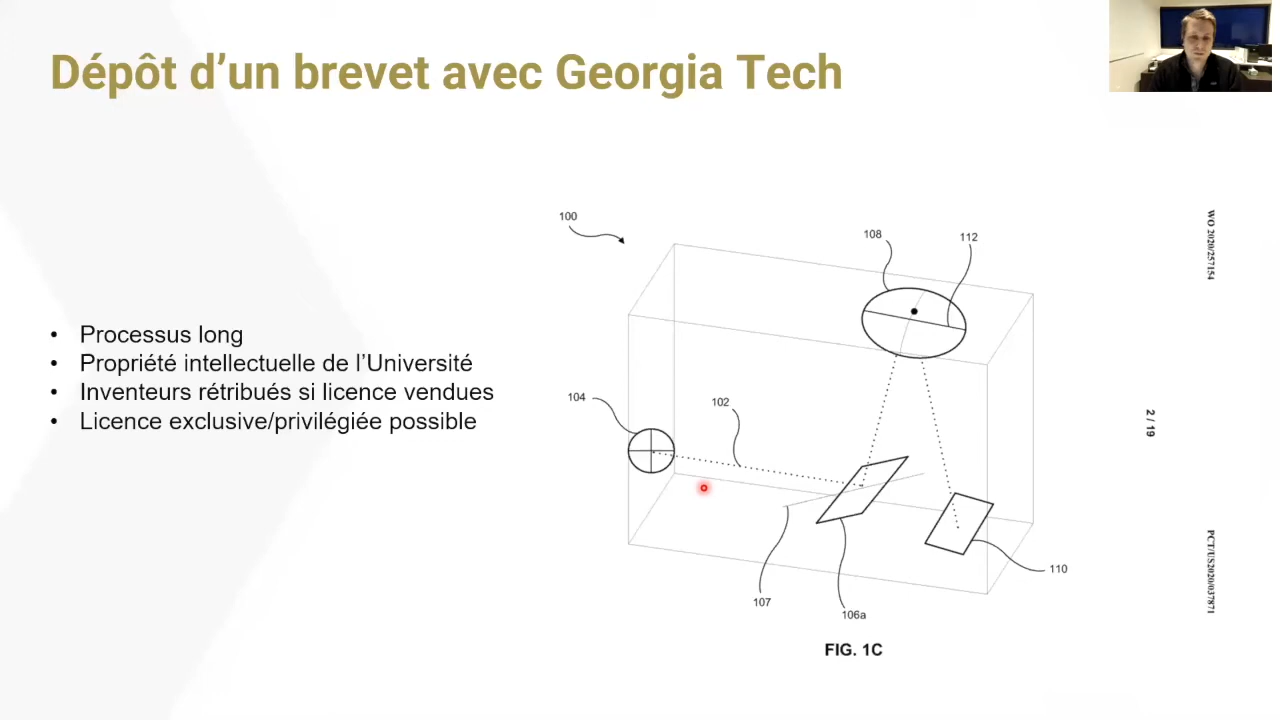 Dépôt d’un brevet avec Georgia Tech
• Processus long
• Propriété intellectuelle de l’Université
• Inventeurs rétribués si licence vendues
• Licence exclusive/privilégiée possible
100
108
112
104
102
107
106a
110
FIG. 1C
WO 2020/257154
2 / 19
PCT/US2020/037871